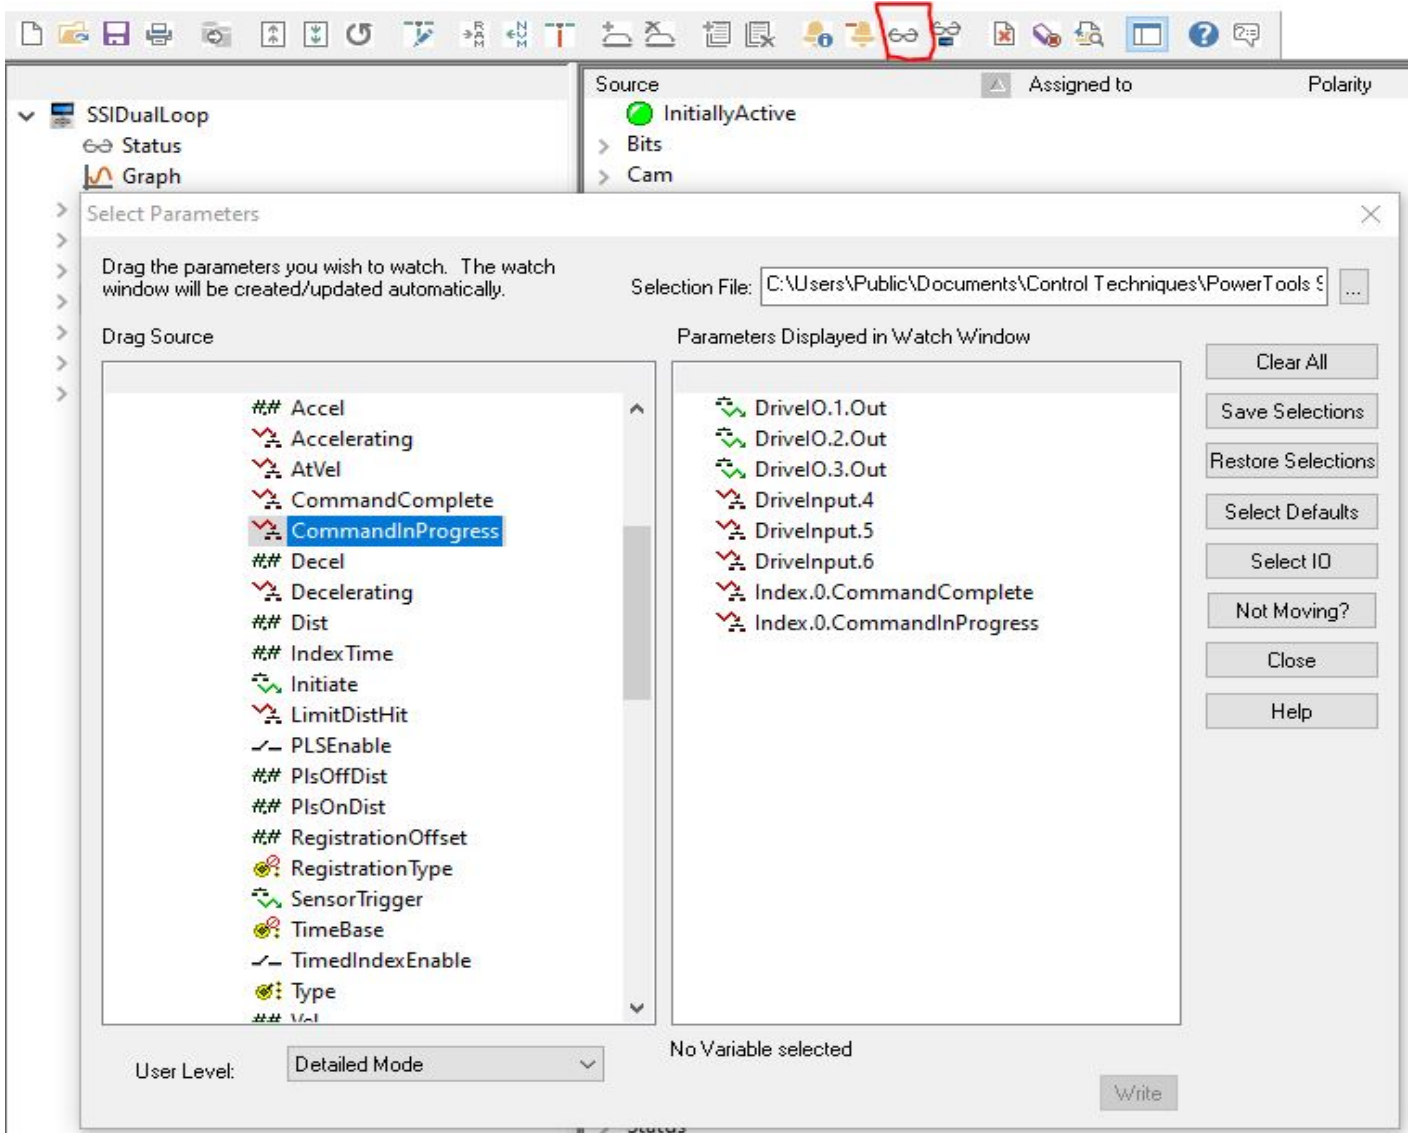 Source
Assigned to
Polarity
SSIDualLoop
Status
Graph
InitiallyActive
Bits
Cam
Select Parameters
Drag the parameters you wish to watch. The watch
window will be created/updated automatically.
Selection File:
C:\Users\Public\Documents\Control Techniques\PowerTools S
...
Drag Source
Parameters Displayed in Watch Window
Accel
Accelerating
AtVel
CommandComplete
CommandInProgress
Decel
Decelerating
Dist
IndexTime
Initiate
LimitDistHit
PLSEnable
PlsOffDist
PlsOnDist
RegistrationOffset
RegistrationType
SensorTrigger
TimeBase
TimedIndexEnable
Type
Vel
DriveIO.1.Out
DriveIO.2.Out
DriveIO.3.Out
DriveInput.4
DriveInput.5
DriveInput.6
Index.0.CommandComplete
Index.0.CommandInProgress
Clear All
Save Selections
Restore Selections
Select Defaults
Select IO
Not Moving?
Close
Help
User Level:
Detailed Mode
No Variable selected
Write
Status